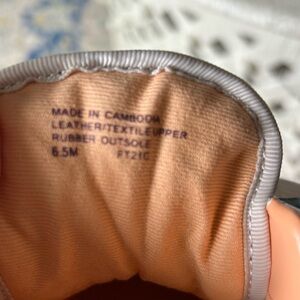 MADE IN CAMBODIA
LEATHER/TEXTILE UPPER
RUBBER OUTSOLE
6.5M FT21C